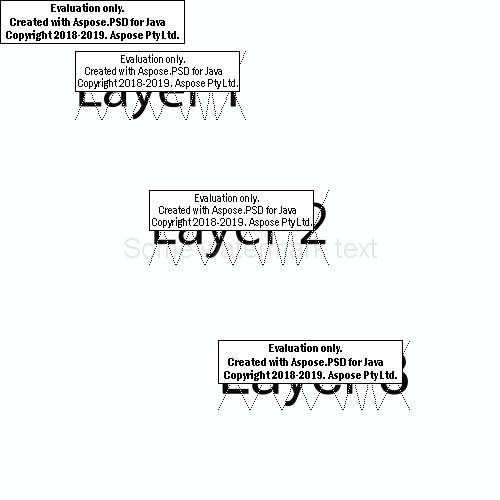 Evaluation only.
Created with Aspose.PSD for Java
Copyright 2018-2019. Aspose Pty Ltd.
Evaluation only.
Created with Aspose.PSD for Java
Copyright 2018-2019. Aspose Pty Ltd.
Layer 1
Evaluation only.
Created with Aspose.PSD for Java
Copyright 2018-2019. Aspose Pty Ltd.
Layer 2
Some watermark text
Evaluation only.
Created with Aspose.PSD for Java
Copyright 2018-2019. Aspose Pty Ltd.
Layer 3